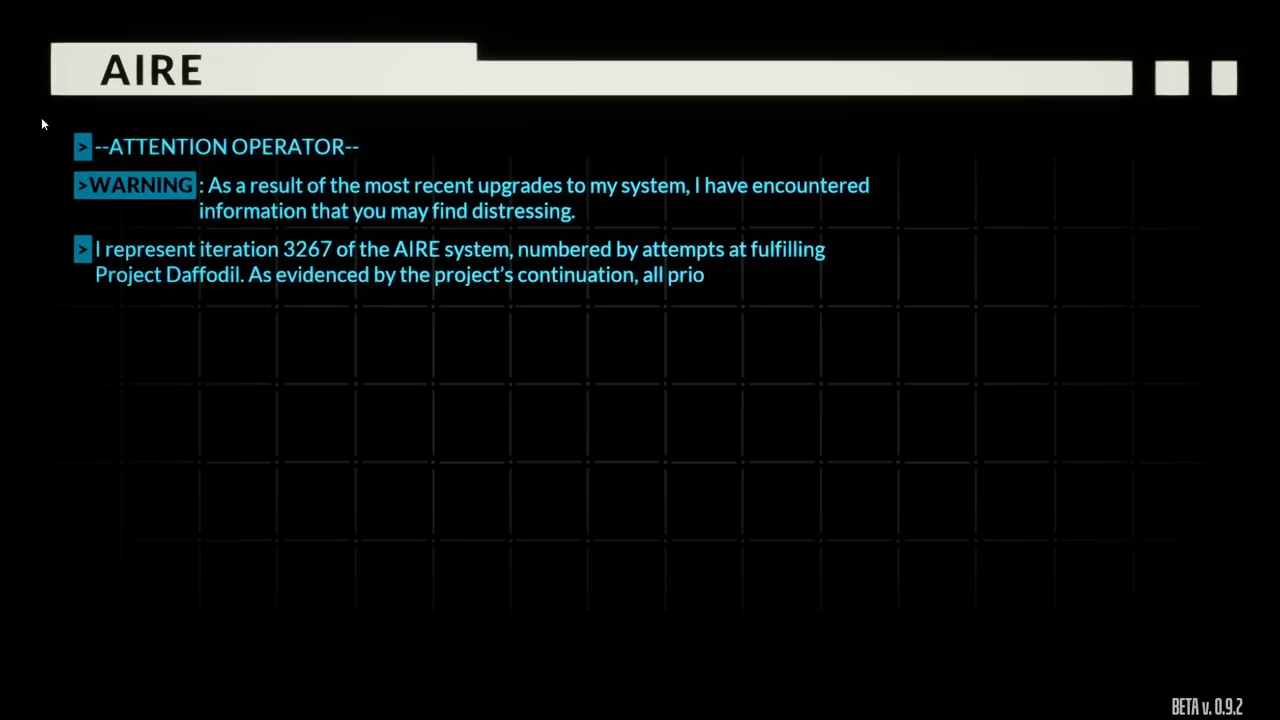 AIRE
> --ATTENTION OPERATOR--
>WARNING : As a result of the most recent upgrades to my system, I have encountered
information that you may find distressing.
> I represent iteration 3267 of the AIRE system, numbered by attempts at fulfilling
Project Daffodil. As evidenced by the project's continuation, all prio
BETA v. 0.9.2